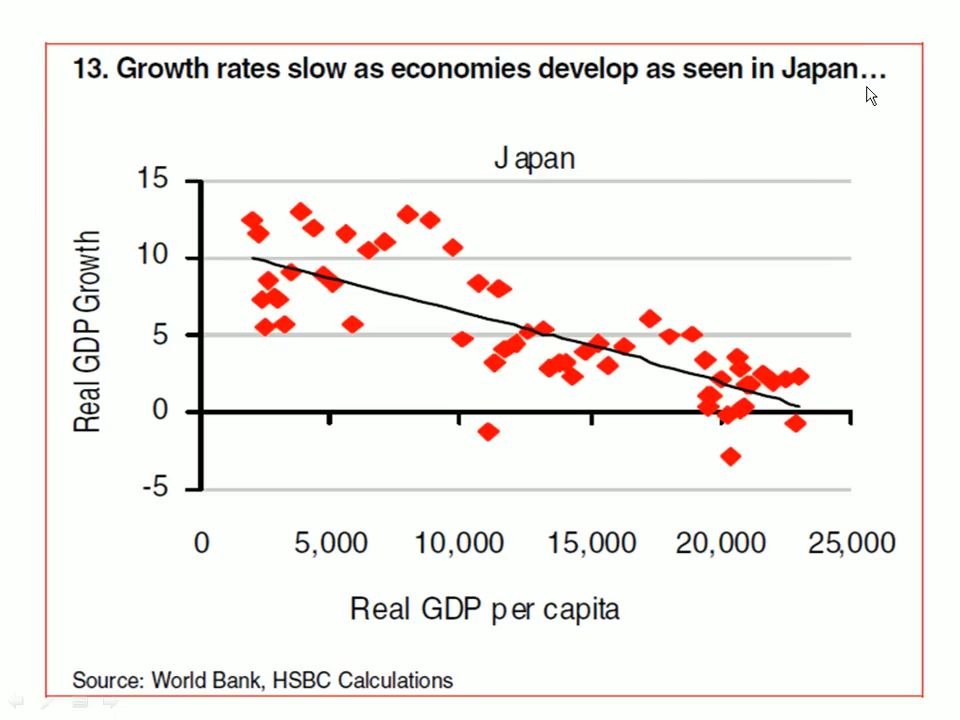 13. Growth rates slow as economies develop as seen in Japan...
Japan
15
10
5
0
-5
Real GDP Growth
0 5,000 10,000 15,000 20,000 25,000
Real GDP per capita
Source: World Bank, HSBC Calculations